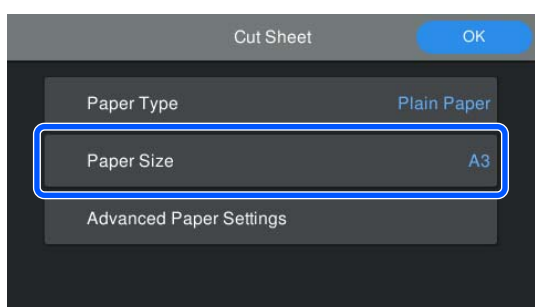 Cut Sheet OK
Paper Type Plain Paper
Paper Size A3
Advanced Paper Settings